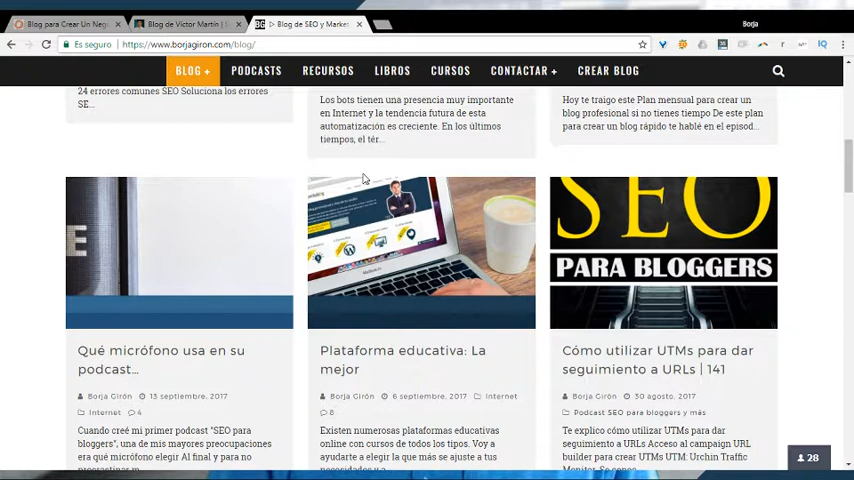 Blog para Crear Un Neg
Blog de Víctor Martín | S
▷ Blog de SEO y Market
Borja
Es seguro | https://www.borjagiron.com/blog/
BLOG + PODCASTS RECURSOS LIBROS CURSOS CONTACTAR + CREAR BLOG
24 errores comunes SEO Soluciona los errores
SE...
Los bots tienen una presencia muy importante
en Internet y la tendencia futura de esta
automatización es creciente. En los últimos
tiempos, el tér...
Hoy te traigo este Plan mensual para crear un
blog profesional si no tienes tiempo De este plan
para crear un blog rápido te hablé en el episod...
E
SEO
PARA BLOGGERS
Qué micrófono usa en su
podcast...
Borja Girón 13 septiembre, 2017
Internet 4
Cuando creé mi primer podcast "SEO para
bloggers", una de mis mayores preocupaciones
era qué micrófono elegir Al final y para no
Plataforma educativa: La
mejor
Borja Girón 6 septiembre, 2017 Internet
8
Existen numerosas plataformas educativas
online con cursos de todos los tipos. Voy a
ayudarte a elegir la que más se ajuste a tus
Cómo utilizar UTMs para dar
seguimiento a URLs | 141
Borja Girón 30 agosto, 2017
Podcast SEO para bloggers y más
Te explico cómo utilizar UTMs para dar
seguimiento a URLs Acceso al campaign URL
builder para crear UTMs UTM: Urchin Traffic
28